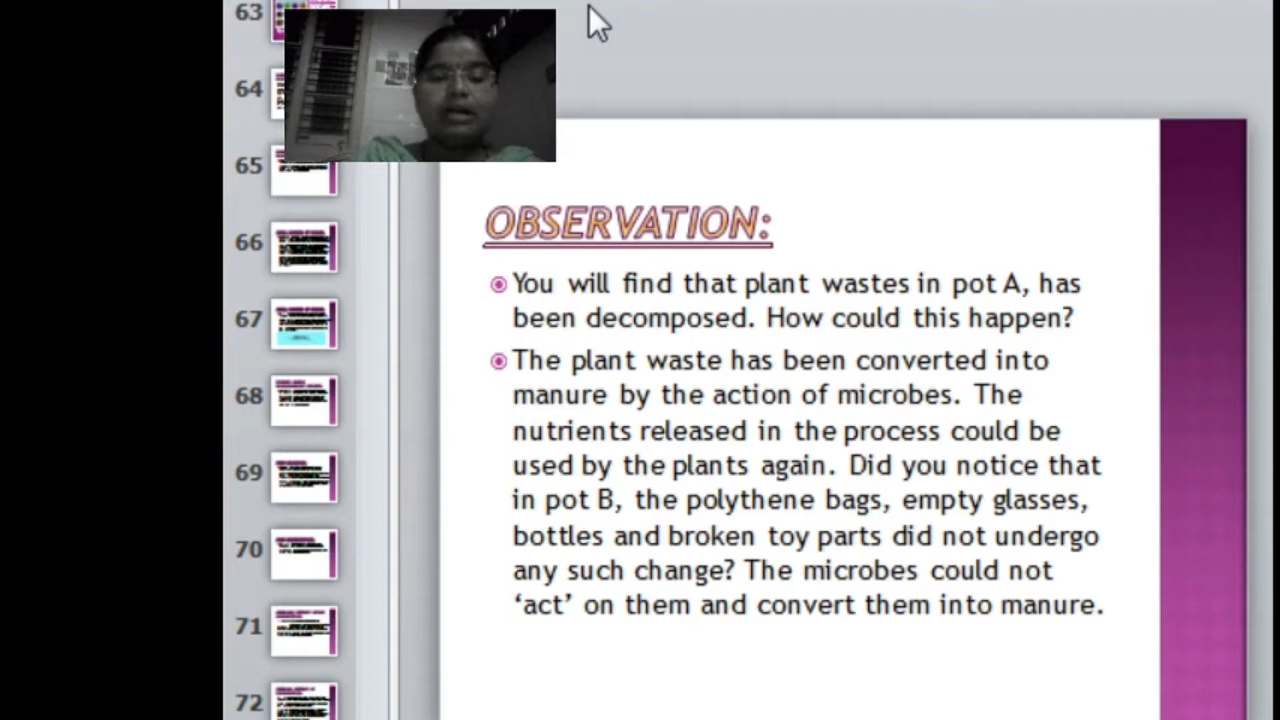 63
64
65
66
67
68
69
70
71
72
OBSERVATION:
You will find that plant wastes in pot A, has
been decomposed. How could this happen?
The plant waste has been converted into
manure by the action of microbes. The
nutrients released in the process could be
used by the plants again. Did you notice that
in pot B, the polythene bags, empty glasses,
bottles and broken toy parts did not undergo
any such change? The microbes could not
‘act’ on them and convert them into manure.